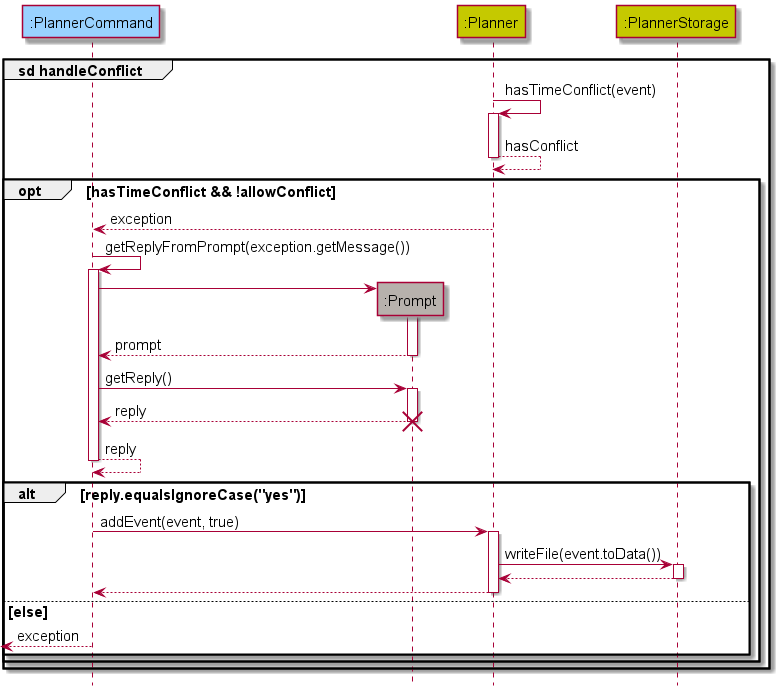 :PlannerCommand
:Planner
:PlannerStorage
sd handleConflict
hasTimeConflict(event)
hasConflict
opt
[hasTimeConflict && !allowConflict]
exception
getReplyFromPrompt(exception.getMessage())
:Prompt
prompt
getReply()
reply
reply
alt
[reply.equalsIgnoreCase("yes")]
addEvent(event, true)
writeFile(event.toData())
[else]
exception